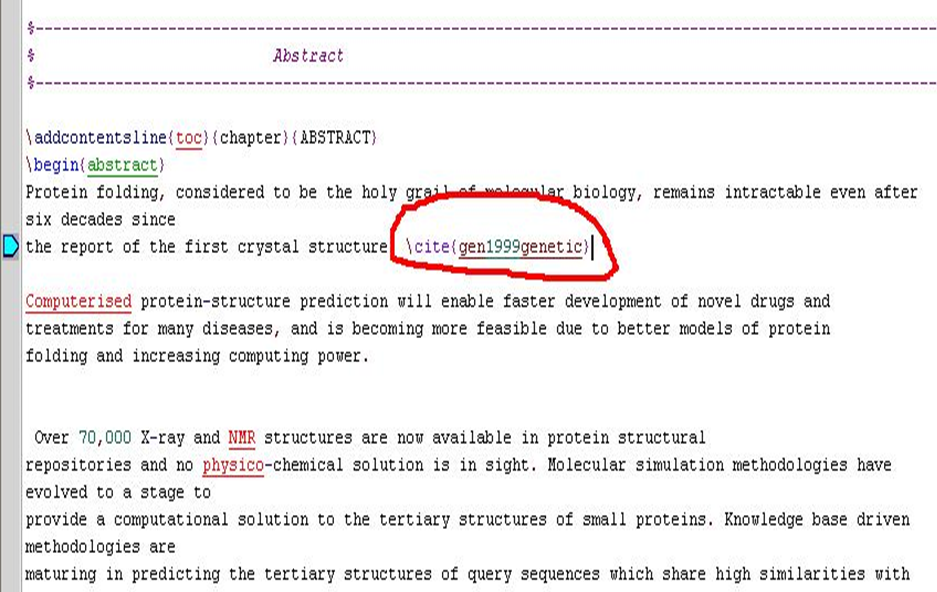 %----------------------------------------------------------------------
% Abstract
%----------------------------------------------------------------------
\addcontentsline{toc}{chapter}{ABSTRACT}
\begin{abstract}
Protein folding, considered to be the holy grail of molecular biology, remains intractable even after
six decades since
the report of the first crystal structure \cite{gen1999genetic}
Computerised protein-structure prediction will enable faster development of novel drugs and
treatments for many diseases, and is becoming more feasible due to better models of protein
folding and increasing computing power.
Over 70,000 X-ray and NMR structures are now available in protein structural
repositories and no physico-chemical solution is in sight. Molecular simulation methodologies have
evolved to a stage to
provide a computational solution to the tertiary structures of small proteins. Knowledge base driven
methodologies are
maturing in predicting the tertiary structures of query sequences which share high similarities with